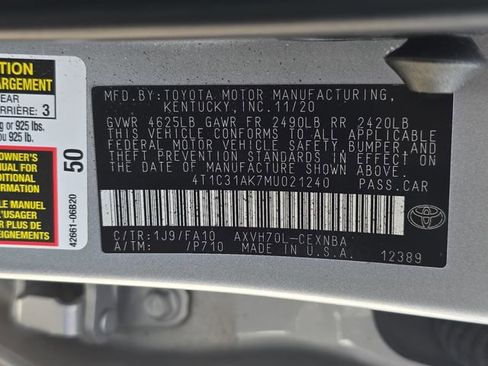 TION
ARGEMENT
EAR
RRIÈRE: 3
g or 925 lbs.
u 925 lb.
OWNER'S
NUAL FOR
DITIONAL
RMATION
L'USAGER
R PLUS DE
50
42661-06B20
MFD.BY:TOYOTA MOTOR MANUFACTURING,
KENTUCKY, INC. 11/20
GVWR 4625LB GAWR FR 2490LB RR 2420LB
THIS VEHICLE CONFORMS TO ALL APPLICABLE
FEDERAL MOTOR VEHICLE SAFETY, BUMPER, AND
THEFT PREVENTION STANDARDS IN EFFECT ON
THE DATE OF MANUFACTURE SHOWN ABOVE.
4T1C31AK7MU021240 PASS.CAR
C/TR:1J9/FA10 AXVH70L-CEXNBA
A/TM: /P710 MADE IN U.S.A.
12389